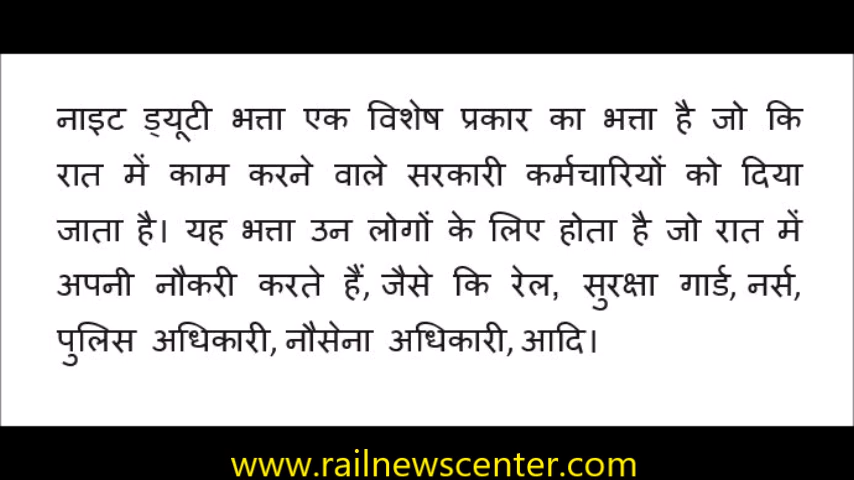 नाइट ड्यूटी भत्ता एक विशेष प्रकार का भत्ता है जो कि
रात में काम करने वाले सरकारी कर्मचारियों को दिया
जाता है। यह भत्ता उन लोगों के लिए होता है जो रात में
अपनी नौकरी करते हैं, जैसे कि रेल, सुरक्षा गार्ड, नर्स,
पुलिस अधिकारी, नौसेना अधिकारी, आदि।
www.railnewscenter.com